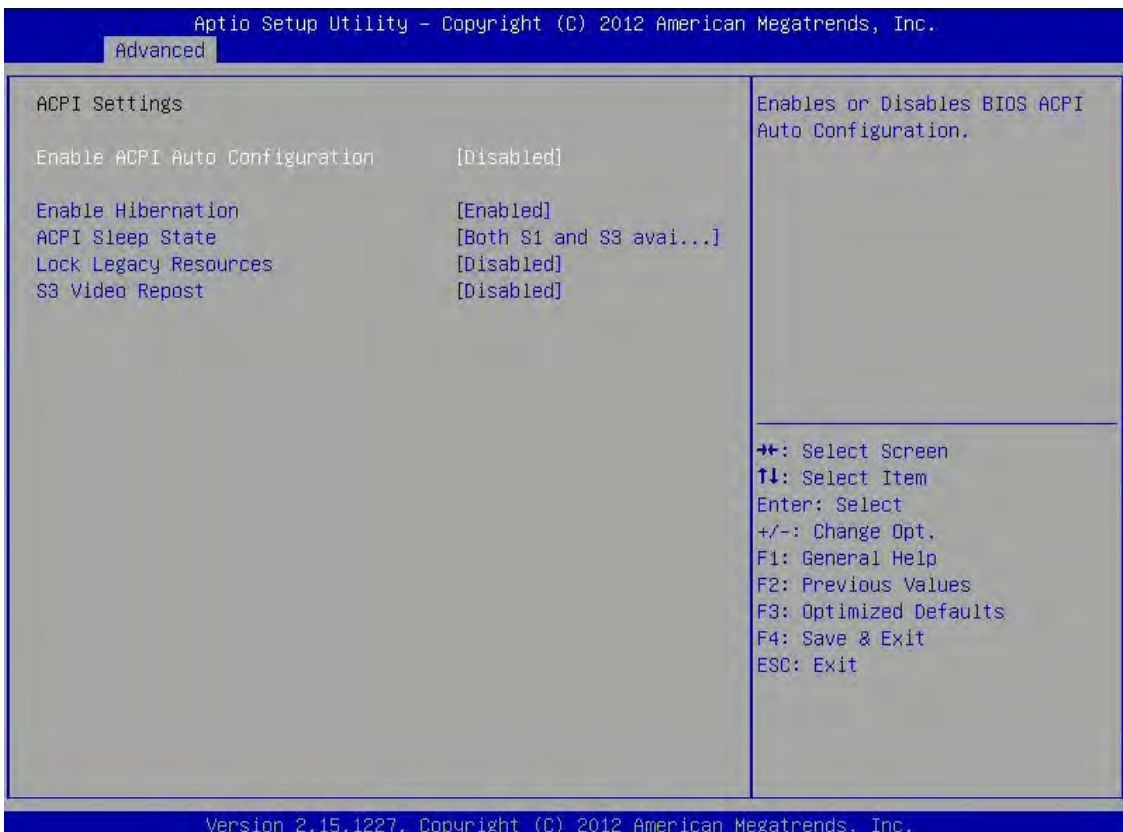 Aptio Setup Utility – Copyright (C) 2012 American Megatrends, Inc.
Advanced
ACPI Settings
Enable ACPI Auto Configuration [Disabled]
Enable Hibernation [Enabled]
ACPI Sleep State [Both S1 and S3 avai...]
Lock Legacy Resources [Disabled]
S3 Video Repost [Disabled]
Enables or Disables BIOS ACPI
Auto Configuration.
→←: Select Screen
↑↓: Select Item
Enter: Select
+/-: Change Opt.
F1: General Help
F2: Previous Values
F3: Optimized Defaults
F4: Save & Exit
ESC: Exit
Version 2.15.1227. Copyright (C) 2012 American Megatrends, Inc.